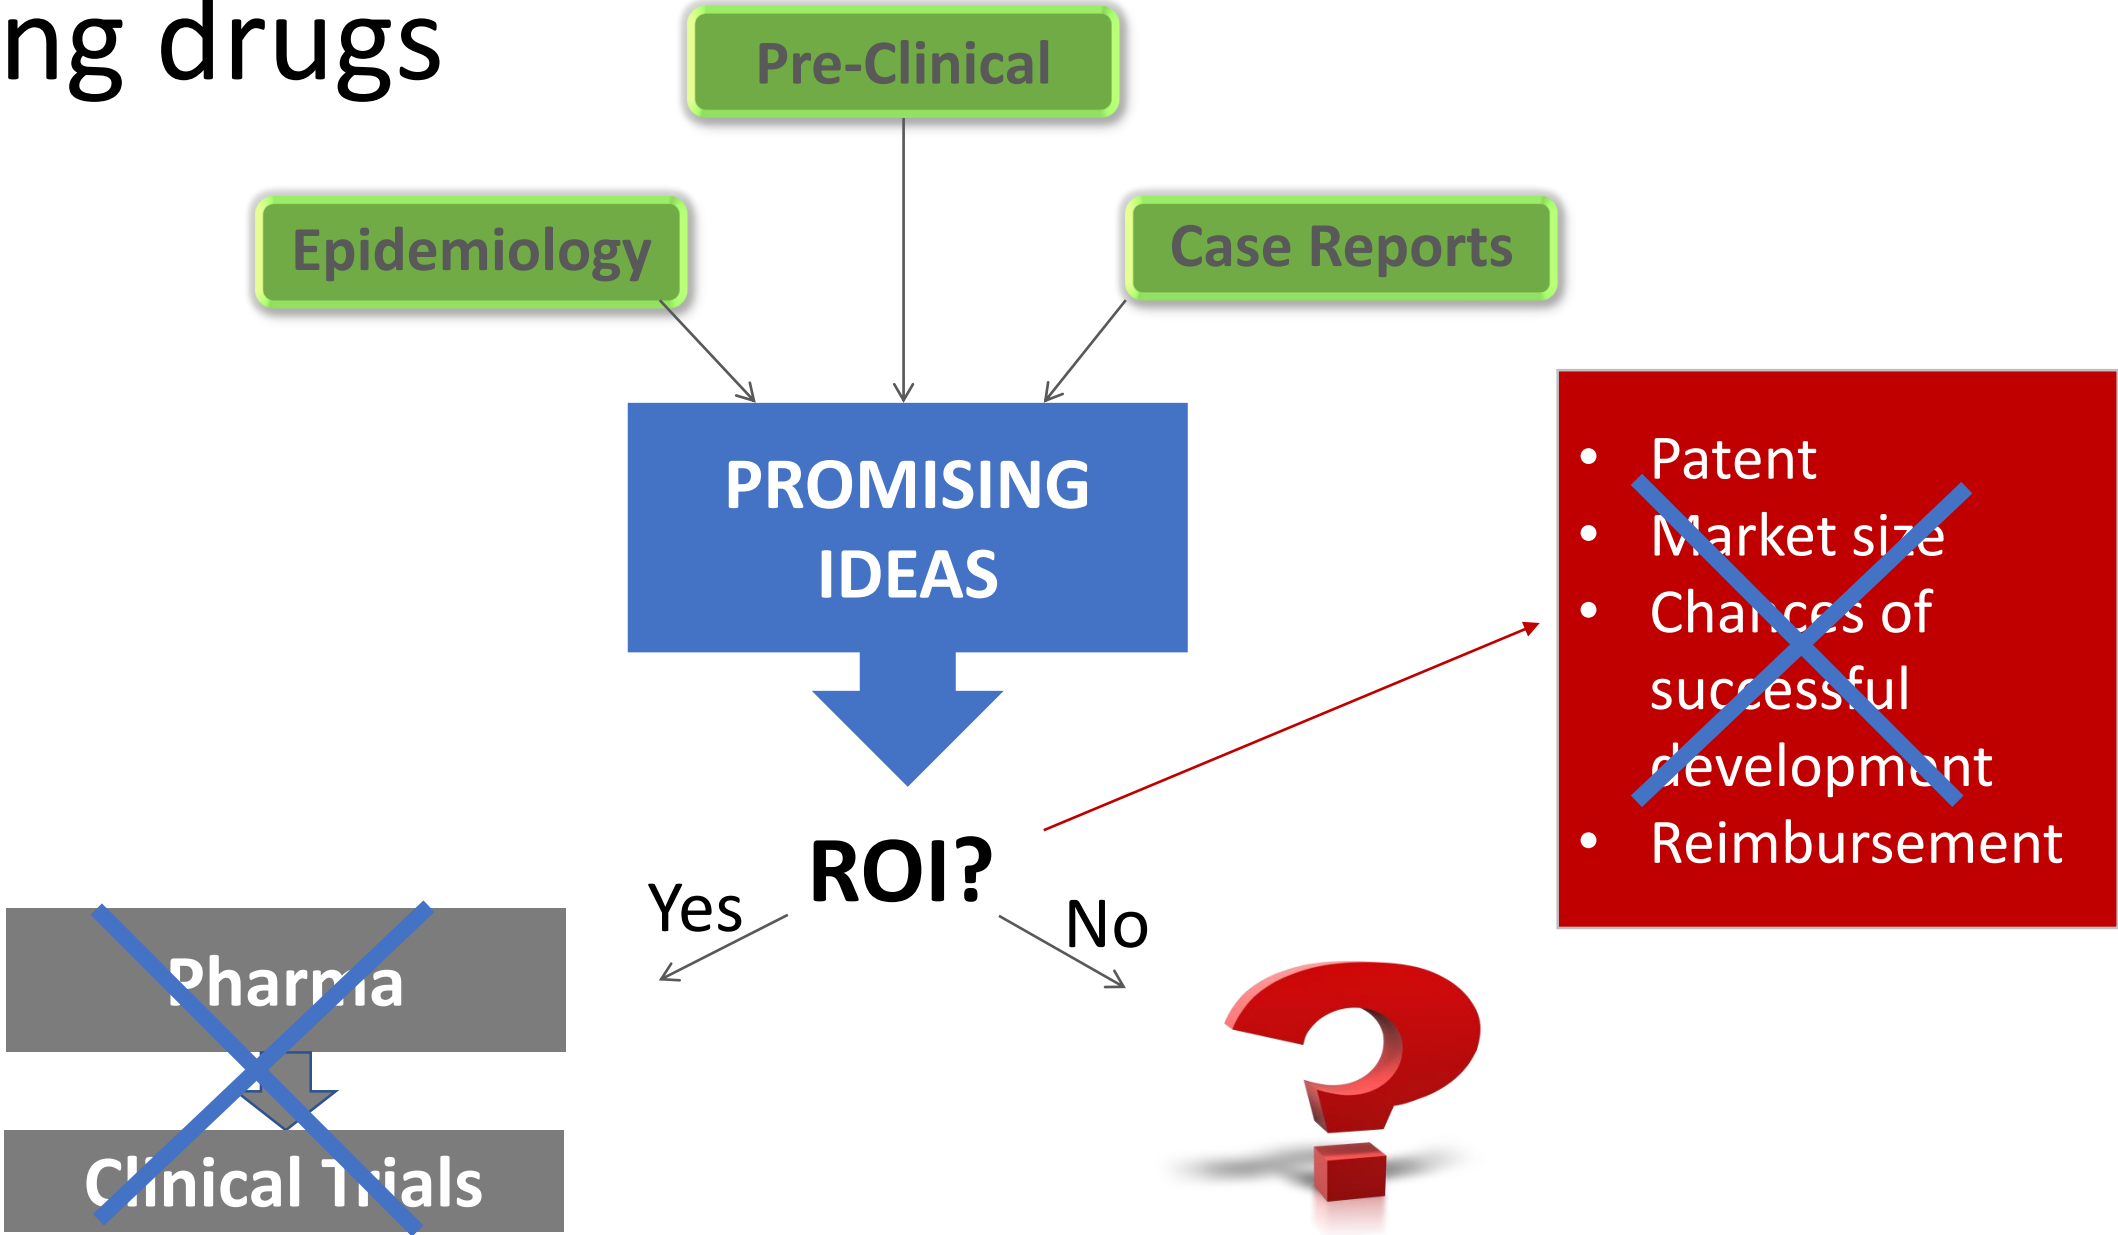 ng drugs
Pre-Clinical
Epidemiology
Case Reports
PROMISING
IDEAS
• Patent
• Market size
• Chances of
successful
development
• Reimbursement
ROI?
Yes
No
Pharma
Clinical Trials